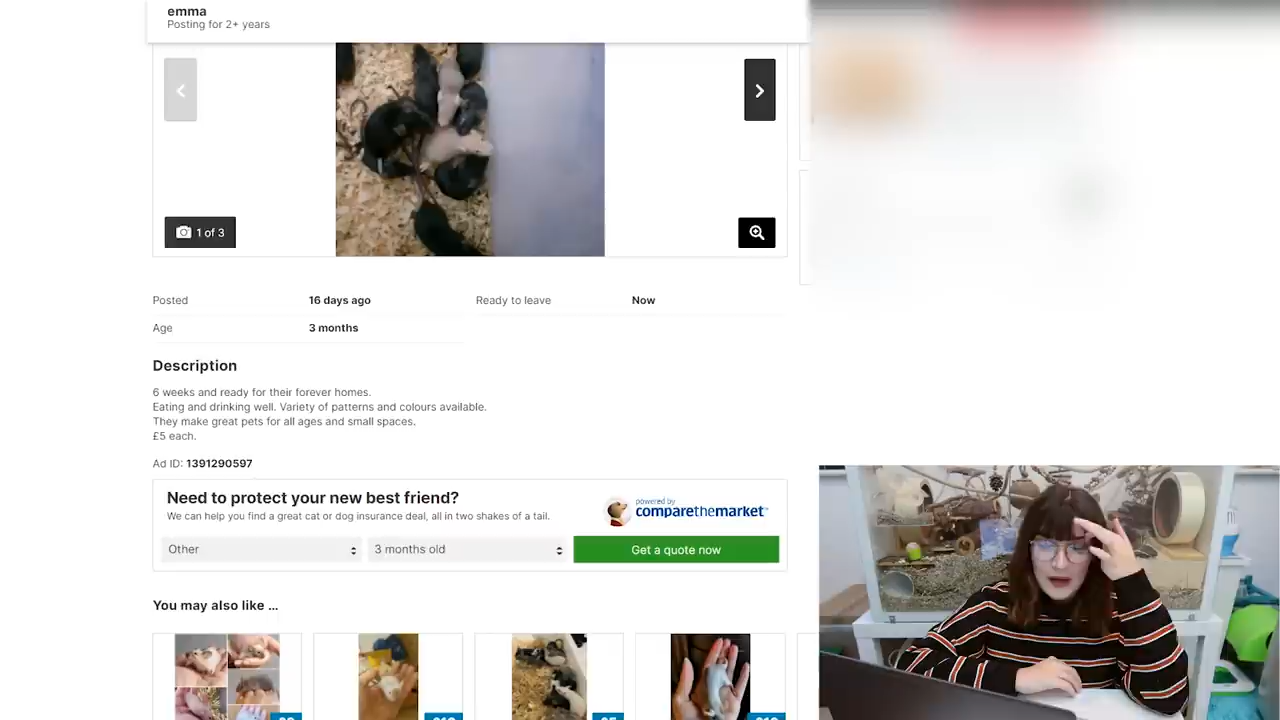 emma
Posting for 2+ years
1 of 3
Posted 16 days ago Ready to leave Now
Age 3 months
Description
6 weeks and ready for their forever homes.
Eating and drinking well. Variety of patterns and colours available.
They make great pets for all ages and small spaces.
£5 each.
Ad ID: 1391290597
Need to protect your new best friend?
We can help you find a great cat or dog insurance deal, all in two shakes of a tail.
powered by
comparethemarket™
Other 3 months old Get a quote now
You may also like ...